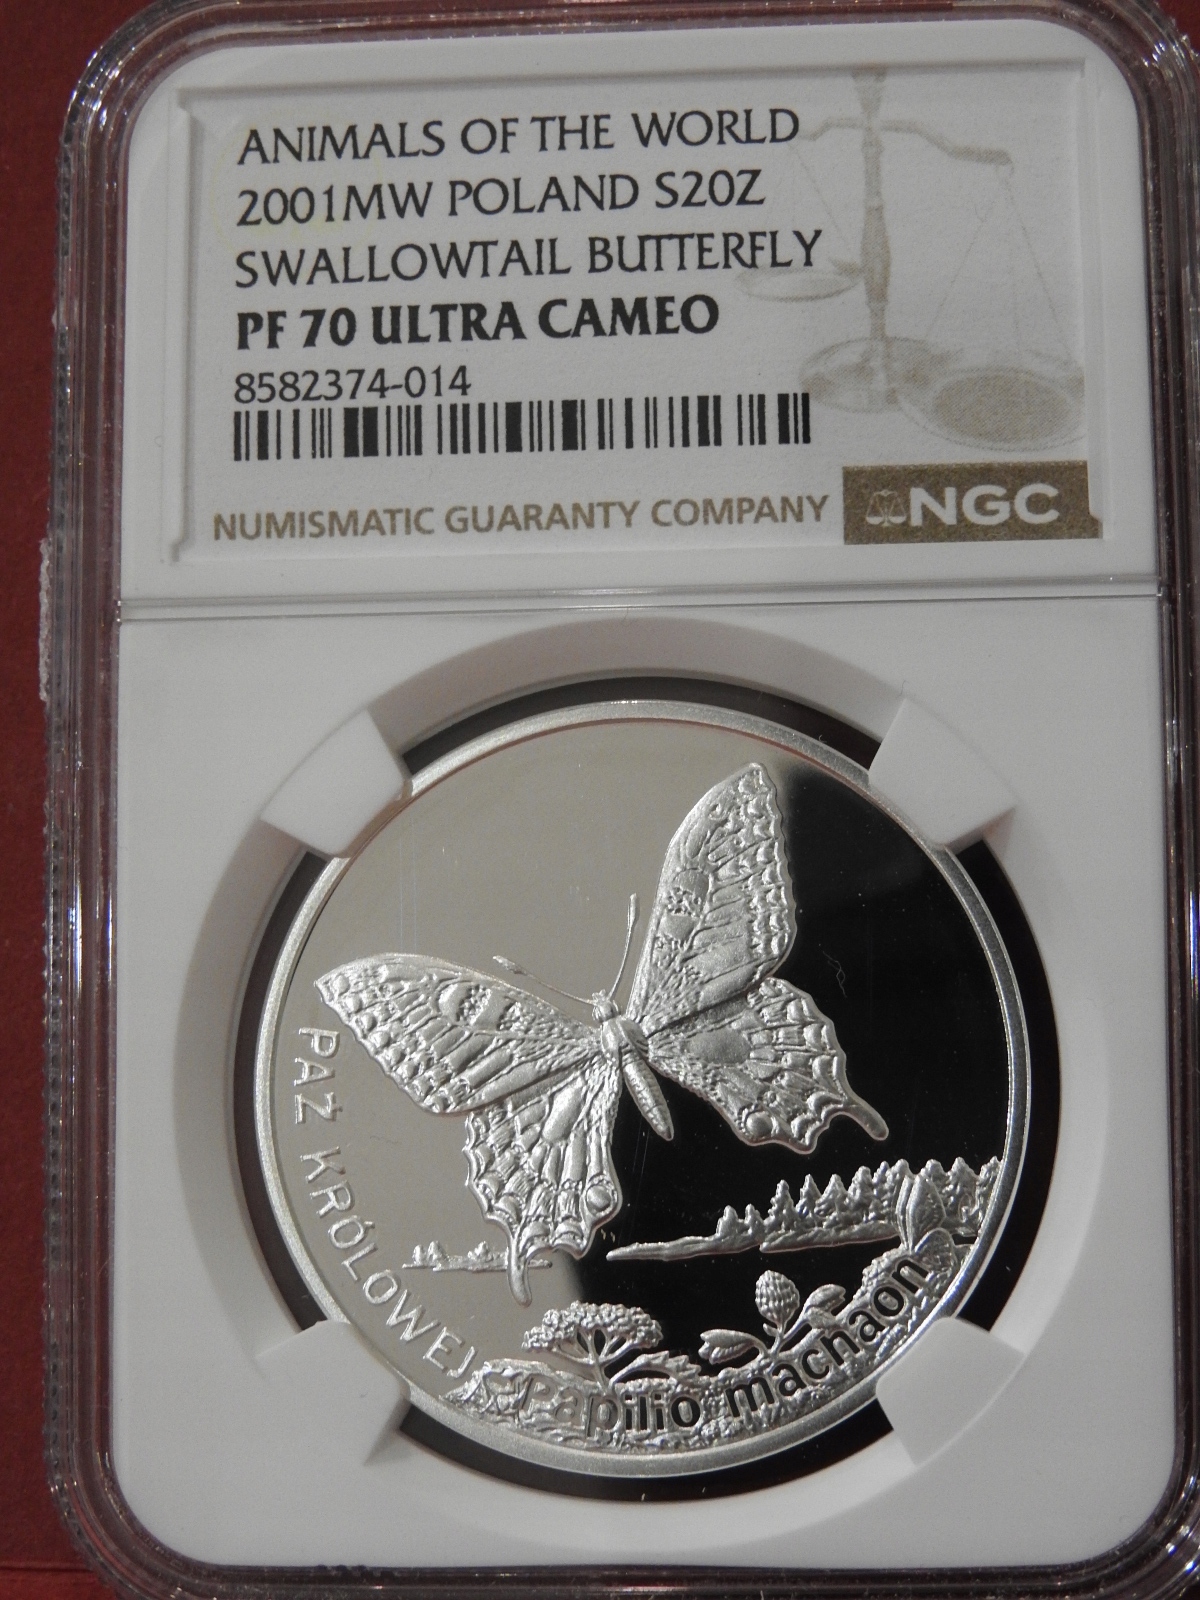 ANIMALS OF THE WORLD
2001MW POLAND S20Z
SWALLOWTAIL BUTTERFLY
PF 70 ULTRA CAMEO
8582374-014
NUMISMATIC GUARANTY COMPANY
NGC
PAŹ KRÓLOWEJ
Papilio machaon